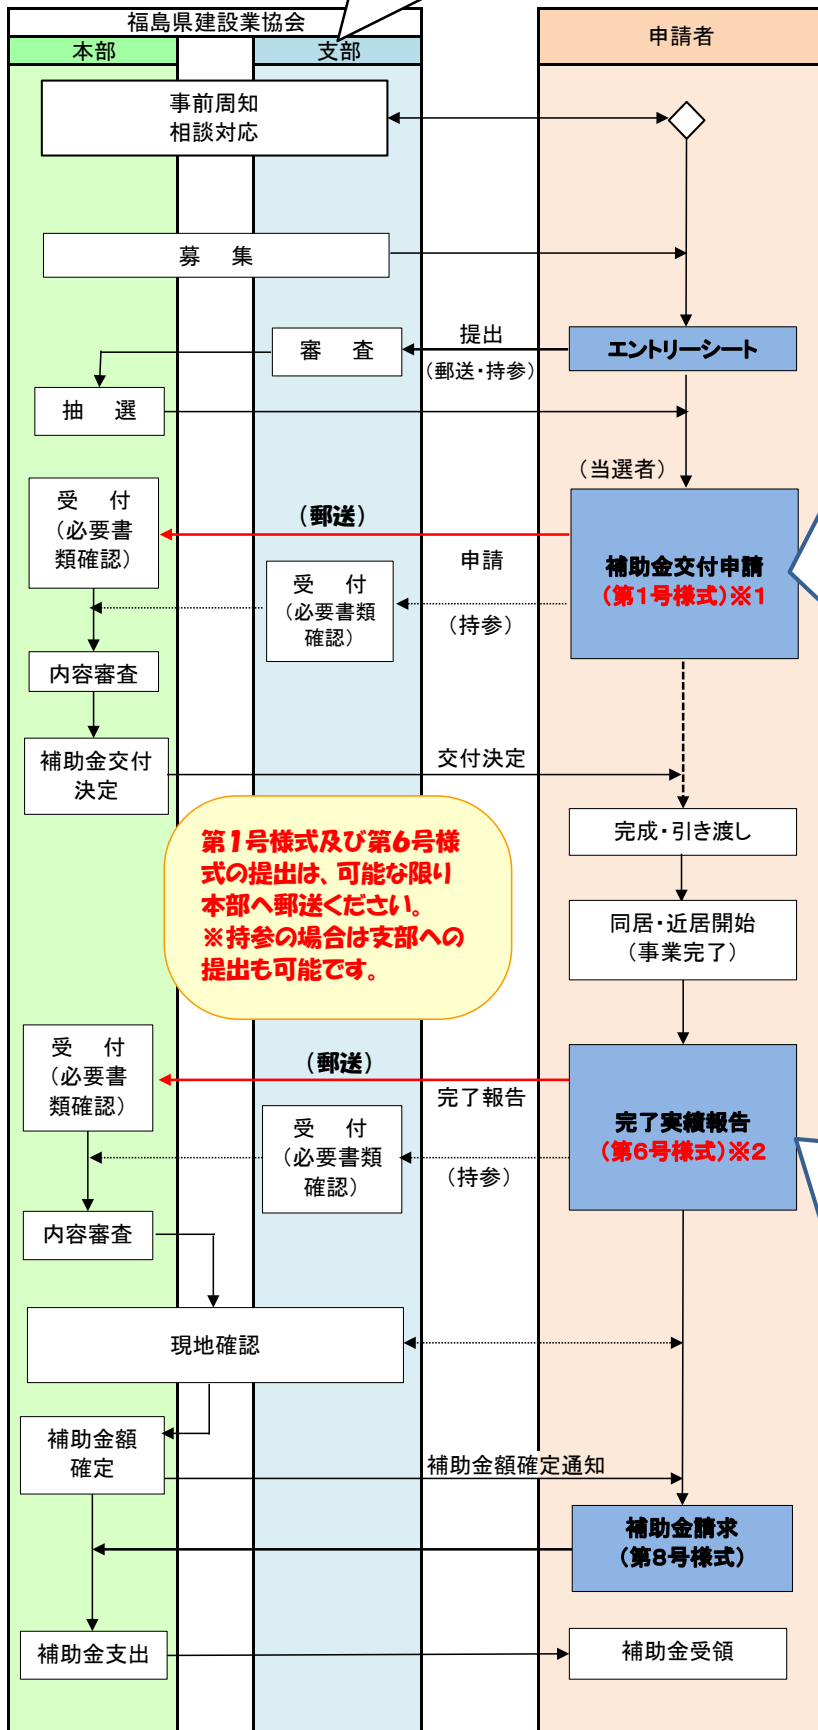 福島県建設業協会
本部
支部
申請者
事前周知
相談対応
募　集
審　査
提出
（郵送・持参）
エントリーシート
抽　選
（当選者）
受　付
（必要書
類確認）
（郵送）
申請
補助金交付申請
（第1号様式）※1
受　付
（必要書類
確認）
（持参）
内容審査
補助金交付
決定
交付決定
完成・引き渡し
第1号様式及び第6号様
式の提出は、可能な限り
本部へ郵送ください。
※持参の場合は支部への
提出も可能です。
同居・近居開始
（事業完了）
受　付
（必要書
類確認）
（郵送）
完了報告
完了実績報告
（第6号様式）※2
受　付
（必要書類
確認）
（持参）
内容審査
現地確認
補助金額
確定
補助金額確定通知
補助金請求
（第8号様式）
補助金支出
補助金受領